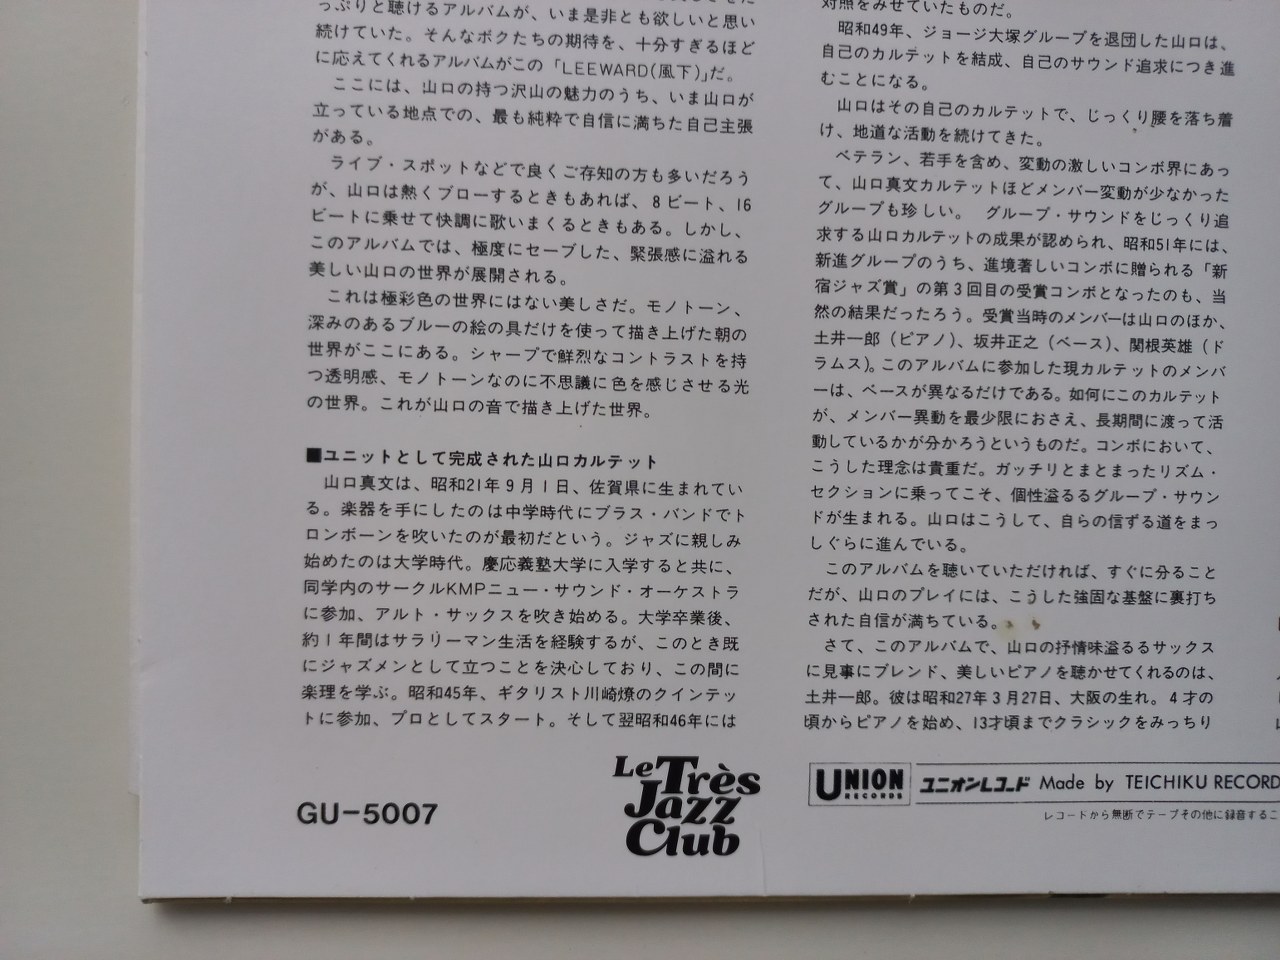 っぷりと聴けるアルバムが、いま是非とも欲しいと思い
続けていた。そんなボクたちの期待を、十分すぎるほど
に応えてくれるアルバムがこの「LEEWARD(風下)」だ。
ここには、山口の持つ沢山の魅力のうち、いま山口が
立っている地点での、最も純粋で自信に満ちた自己主張
がある。
ライブ・スポットなどで良くご存知の方も多いだろう
が、山口は熱くブローするときもあれば、8ビート、16
ビートに乗せて快調に歌いまくるときもある。しかし、
このアルバムでは、極度にセーブした、緊張感に溢れる
美しい山口の世界が展開される。
これは極彩色の世界にはない美しさだ。モノトーン、
深みのあるブルーの絵の具だけを使って描き上げた朝の
世界がここにある。シャープで鮮烈なコントラストを持
つ透明感、モノトーンなのに不思議に色を感じさせる光
の世界。これが山口の音で描き上げた世界。
■ユニットとして完成された山口カルテット
山口真文は、昭和21年9月1日、佐賀県に生まれてい
る。楽器を手にしたのは中学時代にブラス・バンドでト
ロンボーンを吹いたのが最初だという。ジャズに親しみ
始めたのは大学時代。慶応義塾大学に入学すると共に、
同学内のサークルKMPニュー・サウンド・オーケストラ
に参加、アルト・サックスを吹き始める。大学卒業後、
約1年間はサラリーマン生活を経験するが、このとき既
にジャズメンとして立つことを決心しており、この間に
楽理を学ぶ。昭和45年、ギタリスト川崎燎のクインテッ
トに参加、プロとしてスタート。そして翌昭和46年には
対照をみせていたものだ。
昭和49年、ジョージ大塚グループを退団した山口は、
自己のカルテットを結成、自己のサウンド追求につき進
むことになる。
山口はその自己のカルテットで、じっくり腰を落ち着
け、地道な活動を続けてきた。
ベテラン、若手を含め、変動の激しいコンボ界にあっ
て、山口真文カルテットほどメンバー変動が少なかった
グループも珍しい。 グループ・サウンドをじっくり追
求する山口カルテットの成果が認められ、昭和51年には、
新進グループのうち、進境著しいコンボに贈られる「新
宿ジャズ賞」の第3回目の受賞コンボとなったのも、当
然の結果だったろう。受賞当時のメンバーは山口のほか、
土井一郎（ピアノ）、坂井正之（ベース）、関根英雄（ド
ラムス）。このアルバムに参加した現カルテットのメンバ
ーは、ベースが異なるだけである。如何にこのカルテット
が、メンバー異動を最少限におさえ、長期間に渡って活
動しているかが分かろうというものだ。コンボにおいて、
こうした理念は貴重だ。ガッチリとまとまったリズム・
セクションに乗ってこそ、個性溢るるグループ・サウン
ドが生まれる。山口はこうして、自らの信ずる道をまっ
しぐらに進んでいる。
このアルバムを聴いていただければ、すぐに分ること
だが、山口のプレイには、こうした強固な基盤に裏打ち
された自信が満ちている。
さて、このアルバムで、山口の抒情味溢るるサックス
に見事にブレンド、美しいピアノを聴かせてくれるのは、
土井一郎。彼は昭和27年3月27日、大阪の生れ。4才の
頃からピアノを始め、13才頃までクラシックをみっちり
GU-5007
Le Très
Jazz
Club
UNION
RECORDS
ユニオンレコード Made by TEICHIKU RECORD
レコードから無断でテープその他に録音するこ